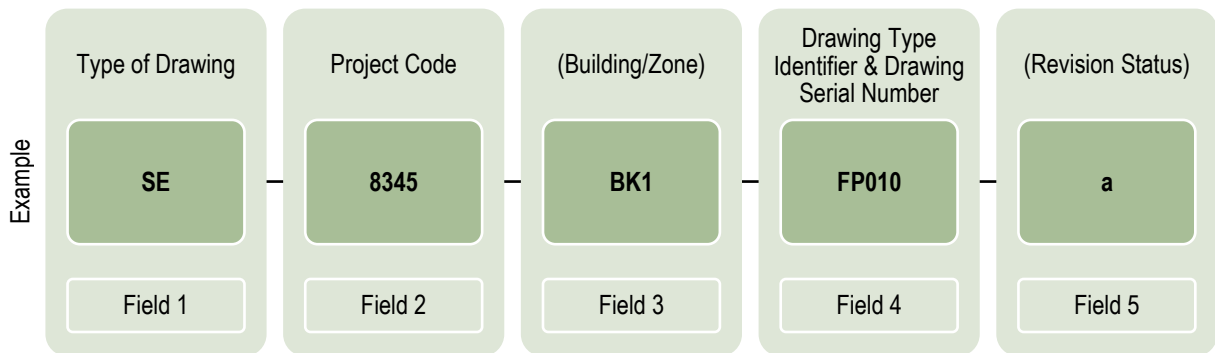 Type of Drawing
Project Code
(Building/Zone)
Drawing Type
Identifier & Drawing
Serial Number
(Revision Status)
Example
SE
–
8345
–
BK1
–
FP010
–
a
Field 1
Field 2
Field 3
Field 4
Field 5